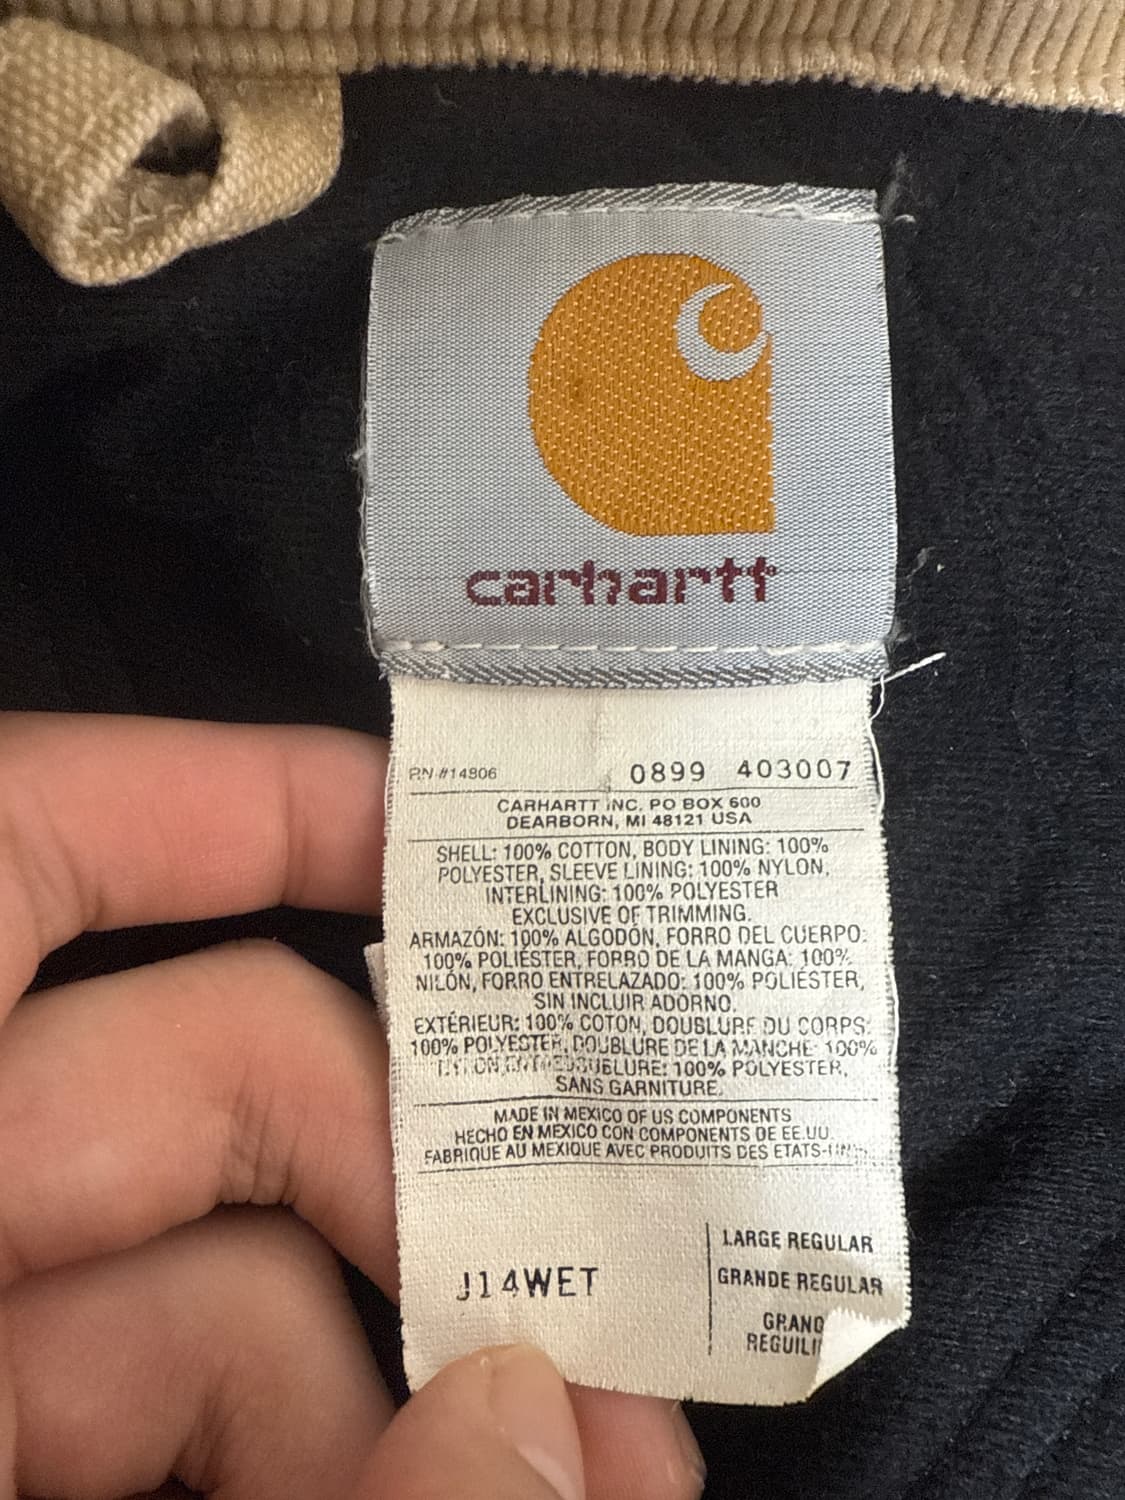 carhartt
RN #14806 0899 403007
CARHARTT INC. PO BOX 600
DEARBORN, MI 48121 USA
SHELL: 100% COTTON, BODY LINING: 100%
POLYESTER, SLEEVE LINING: 100% NYLON,
INTERLINING: 100% POLYESTER
EXCLUSIVE OF TRIMMING.
ARMAZÓN: 100% ALGODÓN, FORRO DEL CUERPO:
100% POLIÉSTER, FORRO DE LA MANGA: 100%
NILÓN, FORRO ENTRELAZADO: 100% POLIÉSTER,
SIN INCLUIR ADORNO.
EXTÉRIEUR: 100% COTON, DOUBLURE DU CORPS:
100% POLYESTER, DOUBLURE DE LA MANCHE: 100%
100% POLYESTER,
SANS GARNITURE.
MADE IN MEXICO OF US COMPONENTS
HECHO EN MEXICO CON COMPONENTES DE EE.UU.
FABRIQUE AU MEXIQUE AVEC PRODUITS DES
J14WET
LARGE REGULAR
GRANDE REGULAR